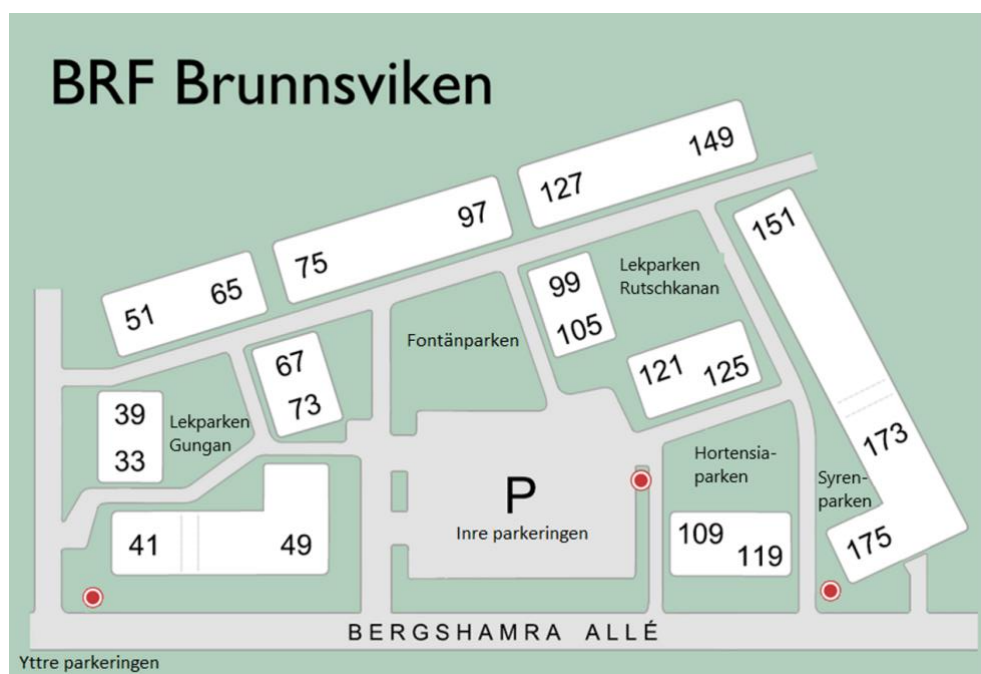 BRF Brunnsviken
149
127
97
151
75
65
51
Lekparken
Rutschkanan
99
105
Fontänparken
67
73
121
125
39
33
Lekparken
Gungan
173
Hortensia-
parken
Syren-
parken
P
Inre parkeringen
41
49
109
119
175
BERGSHAMRA ALLÉ
Yttre parkeringen